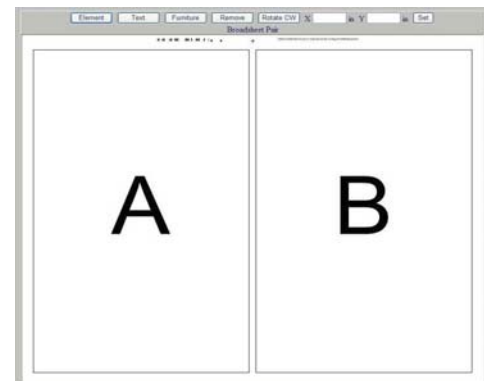 Element Text Furniture Remove Rotate CW X in Y in Set
Broadsheet Pair
A B